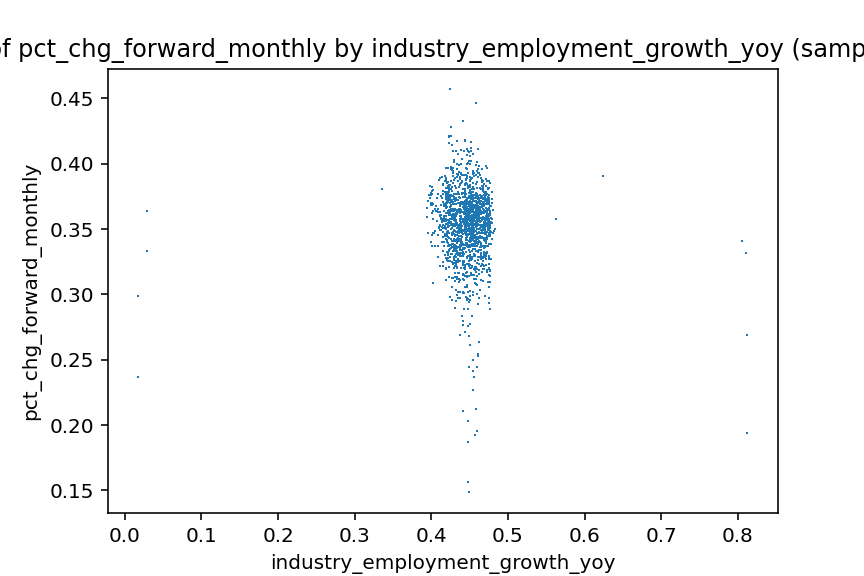 of pct_chg_forward_monthly by industry_employment_growth_yoy (samp
0.45
0.40
0.35
0.30
0.25
0.20
0.15
pct_chg_forward_monthly
0.0 0.1 0.2 0.3 0.4 0.5 0.6 0.7 0.8
industry_employment_growth_yoy